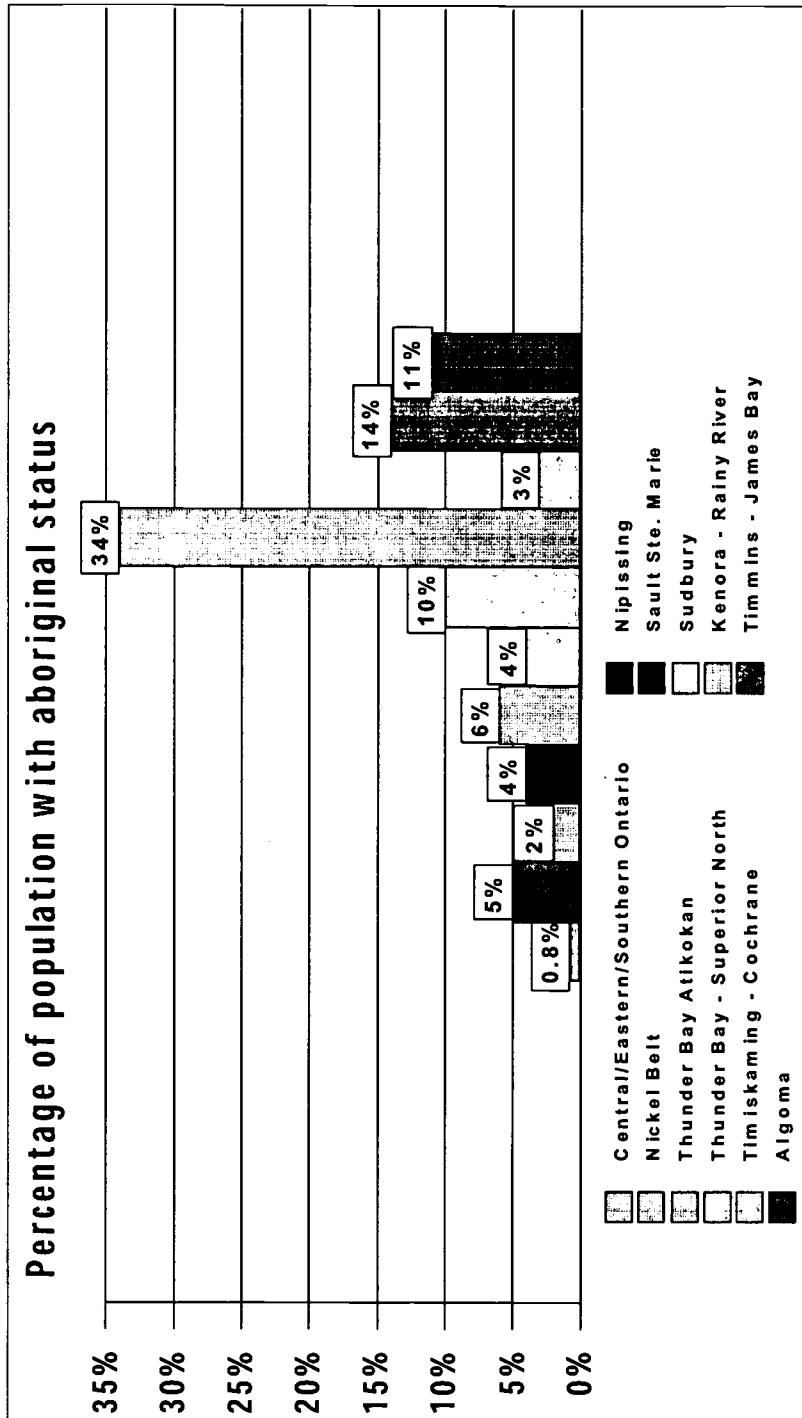 Percentage of population with aboriginal status
35%
30%
25%
20%
15%
10%
5%
0%
0.8%
5%
2%
4%
6%
4%
10%
34%
3%
14%
11%
Central/Eastern/Southern Ontario
Nickel Belt
Thunder Bay Atikokan
Thunder Bay - Superior North
Timiskaming - Cochrane
Algoma
Nipissing
Sault Ste. Marie
Sudbury
Kenora - Rainy River
Timmins - James Bay